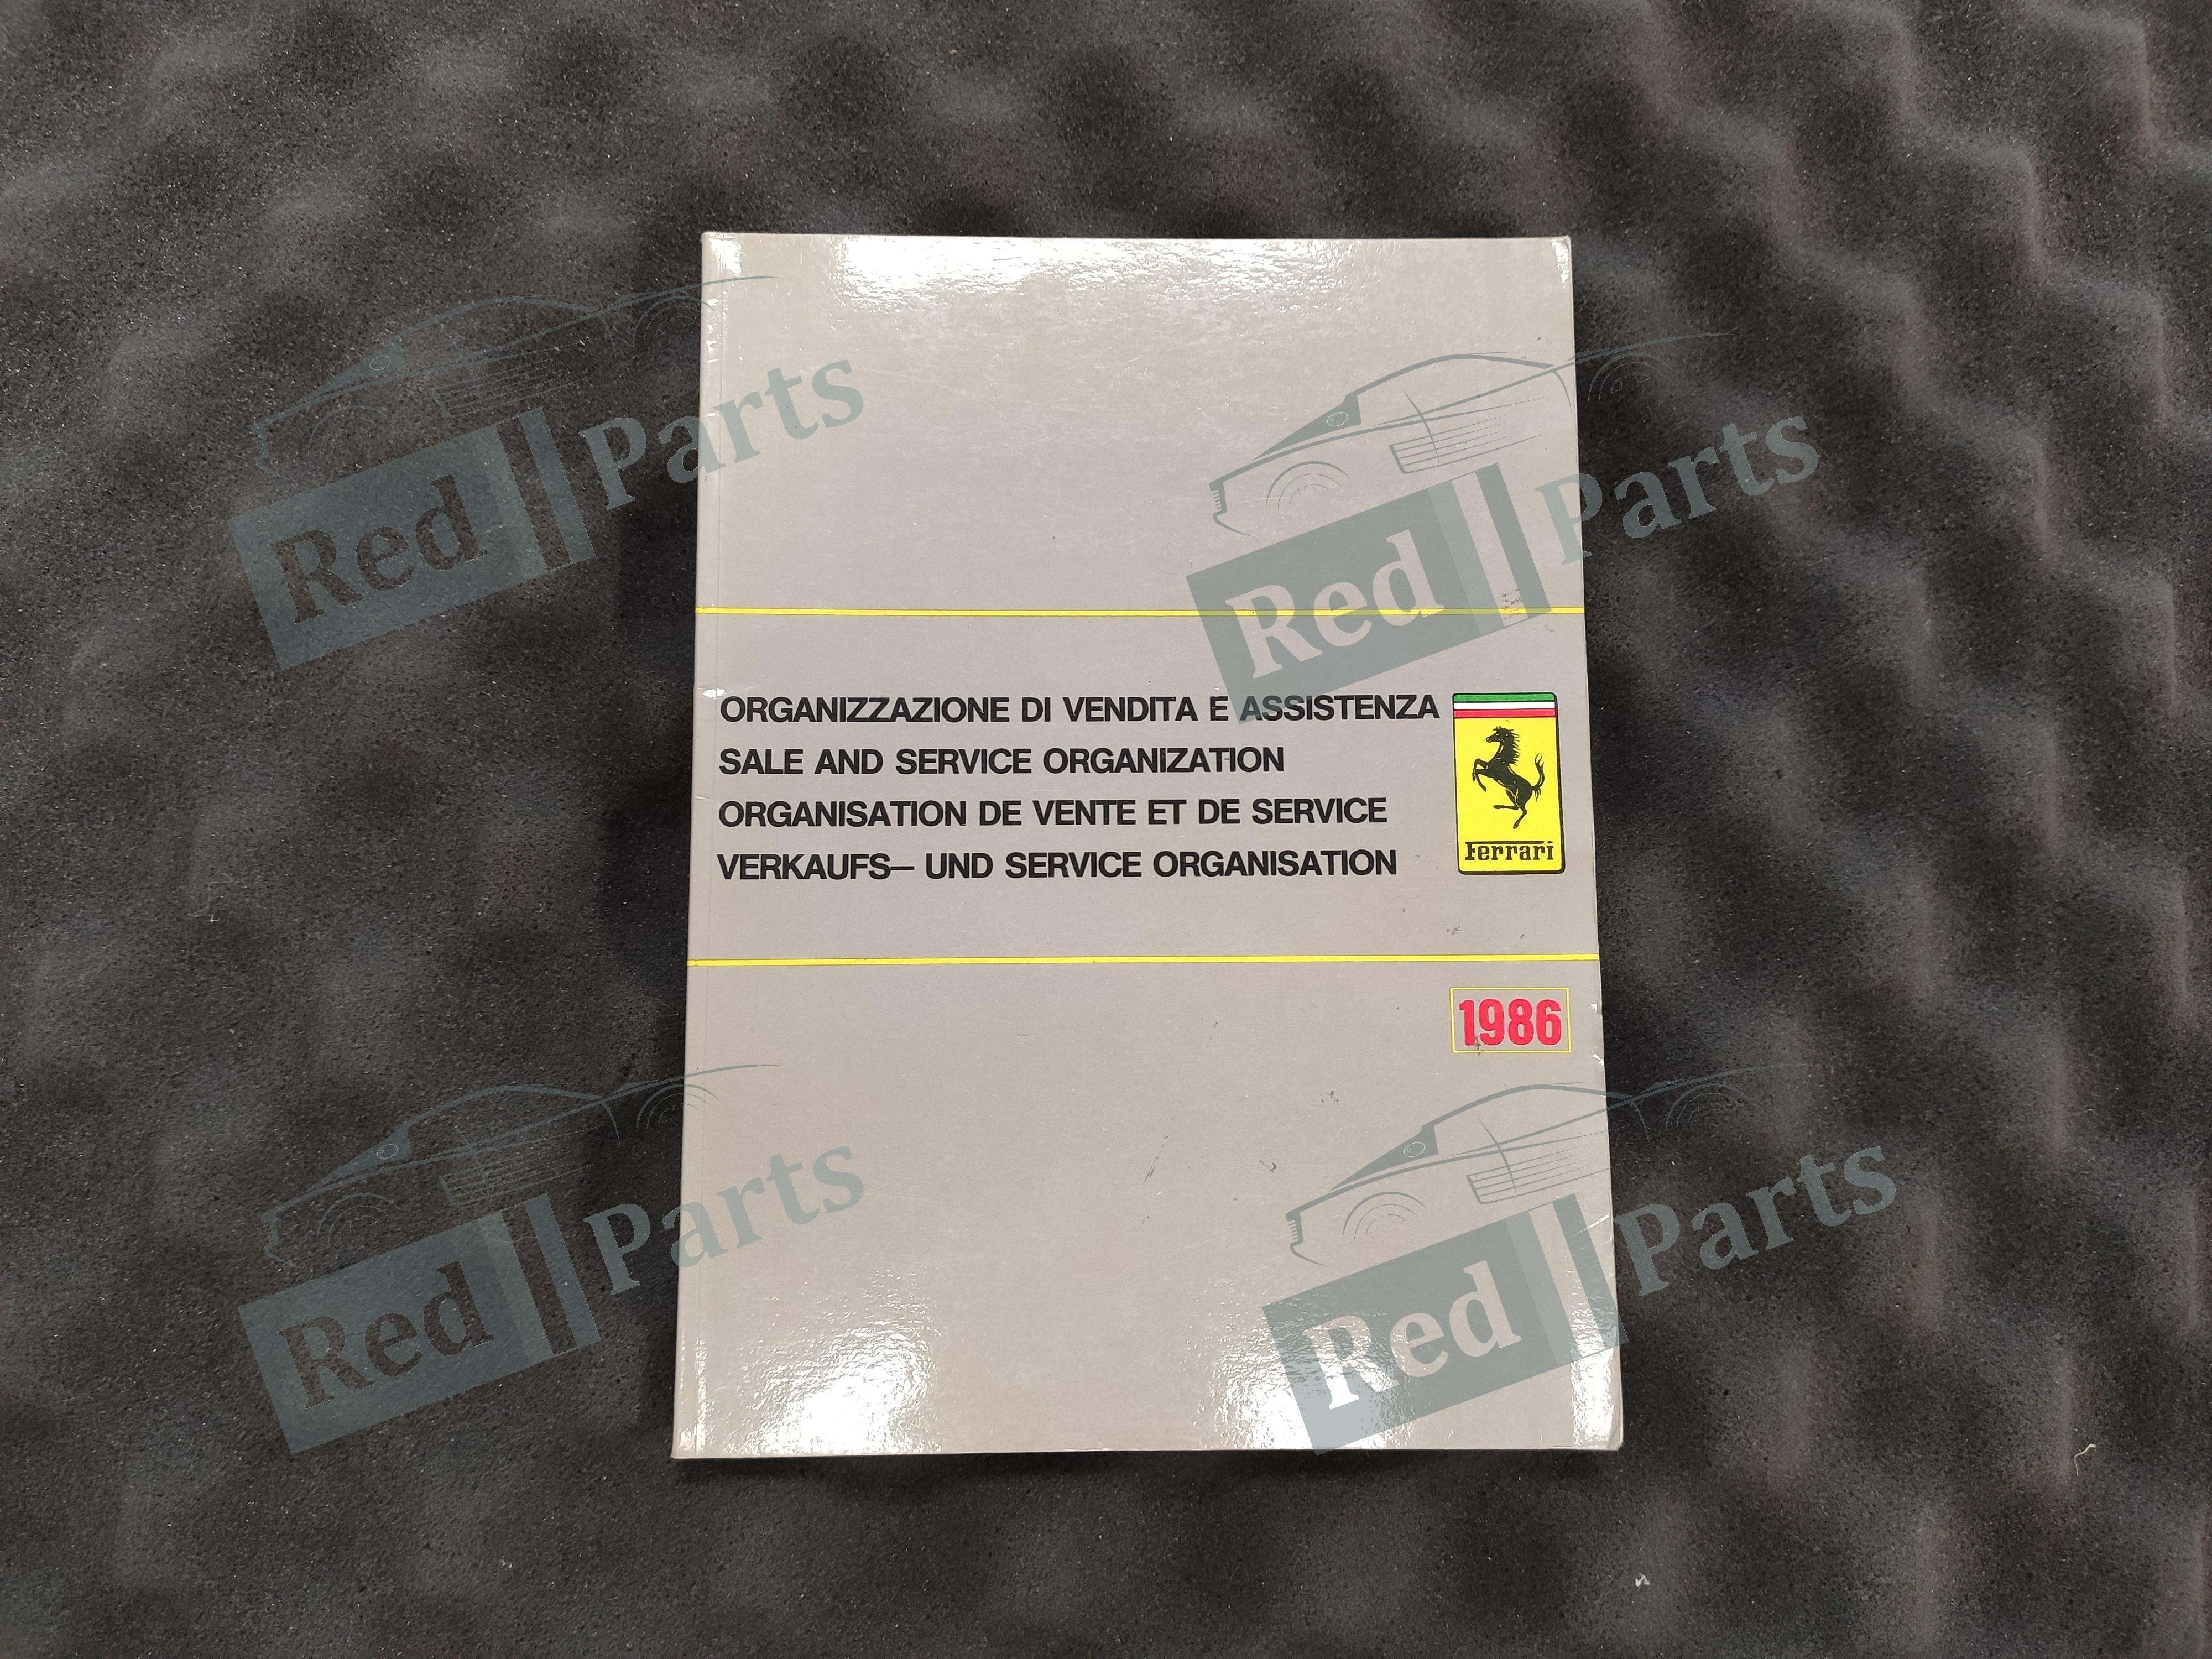 Red Parts
Red Parts
ORGANIZZAZIONE DI VENDITA E ASSISTENZA
SALE AND SERVICE ORGANIZATION
ORGANISATION DE VENTE ET DE SERVICE
VERKAUFS— UND SERVICE ORGANISATION
Ferrari
1986
Red Parts
Red Parts